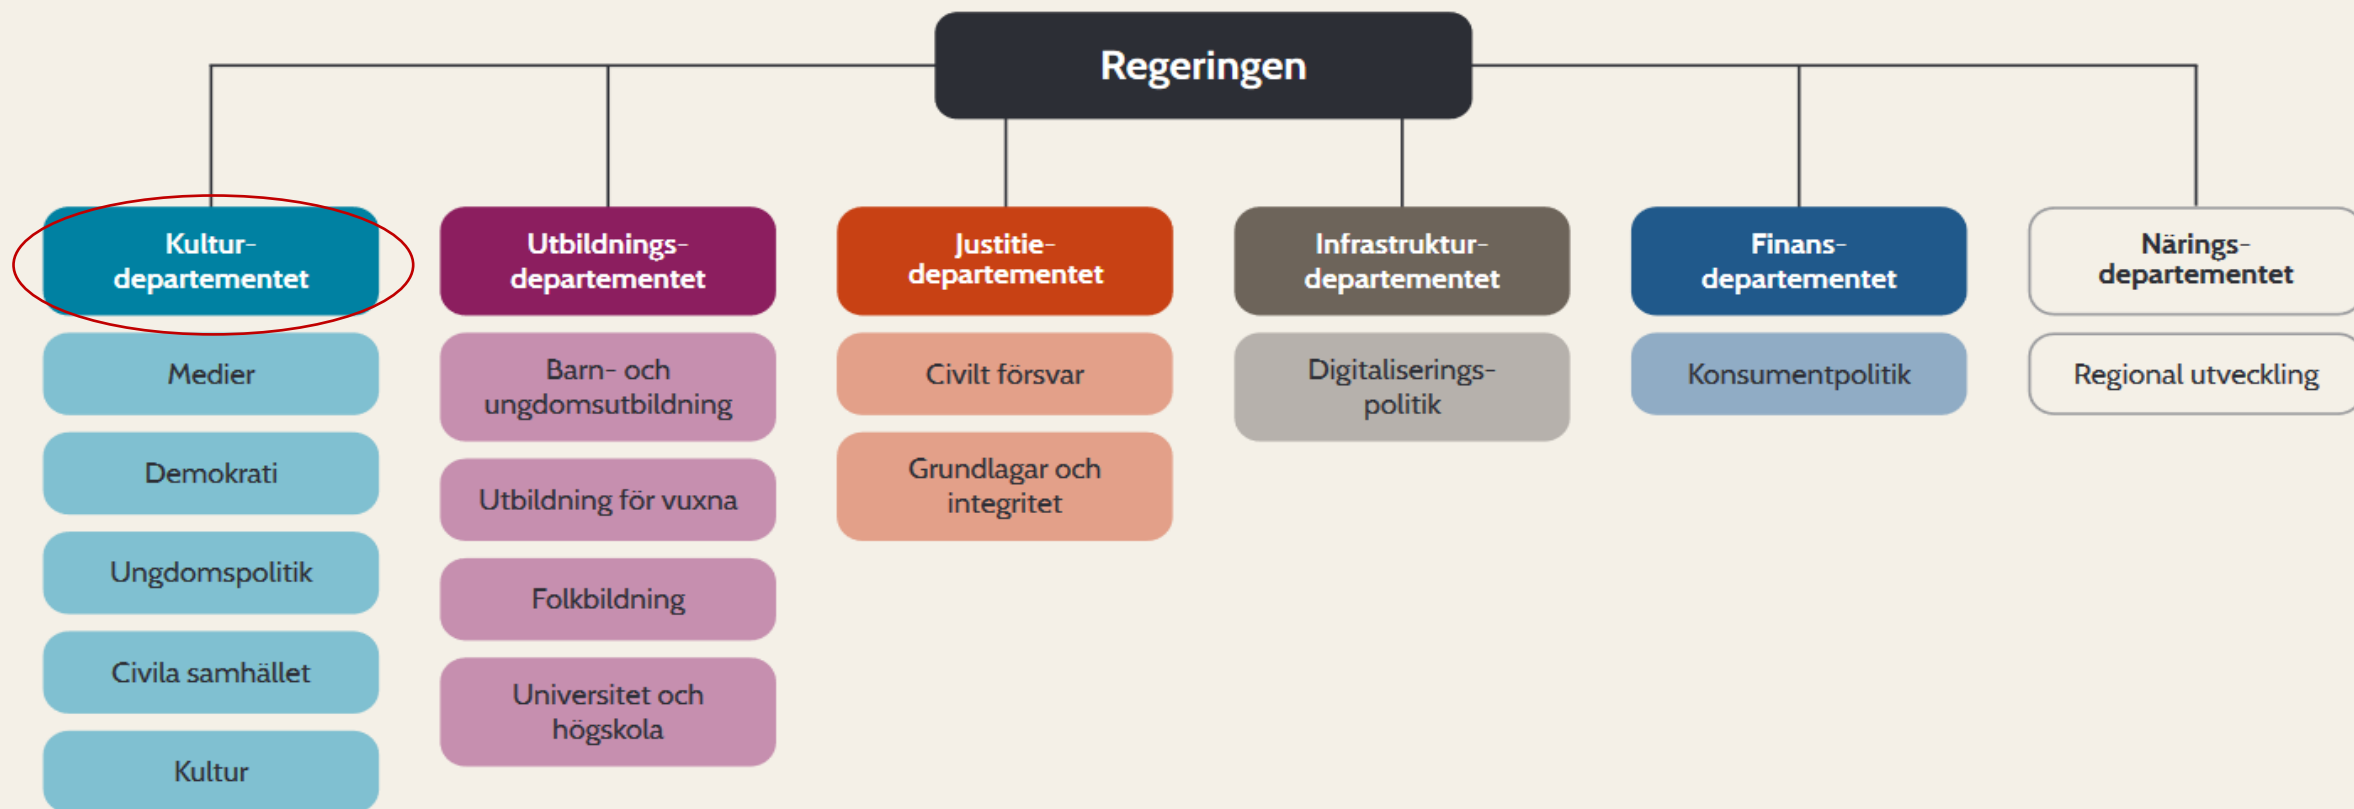 Regeringen
Kultur-
departementet
Medier
Demokrati
Ungdomspolitik
Civila samhället
Kultur
Utbildnings-
departementet
Barn- och
ungdomsutbildning
Utbildning för vuxna
Folkbildning
Universitet och
högskola
Justitie-
departementet
Civilt försvar
Grundlagar och
integritet
Infrastruktur-
departementet
Digitaliserings-
politik
Finans-
departementet
Konsumentpolitik
Närings-
departementet
Regional utveckling